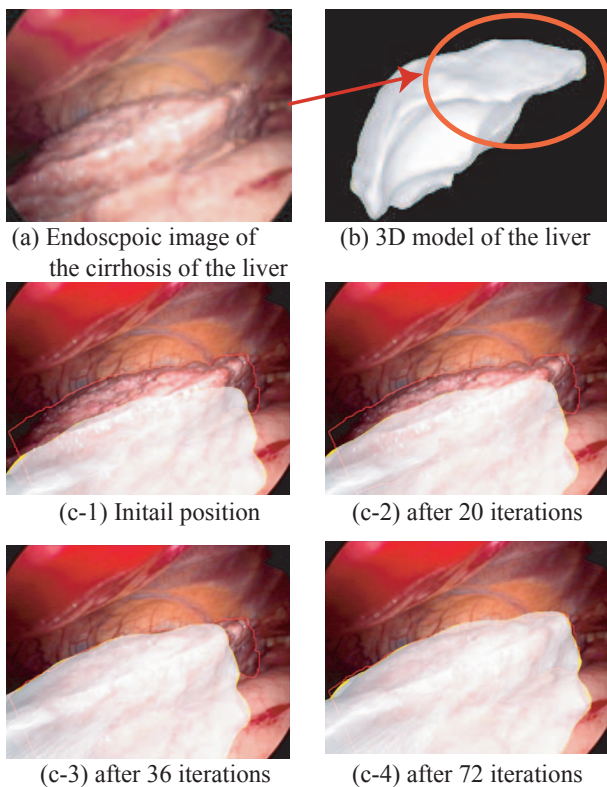 (a) Endoscpoic image of
the cirrhosis of the liver
(b) 3D model of the liver
(c-1) Initail position
(c-2) after 20 iterations
(c-3) after 36 iterations
(c-4) after 72 iterations